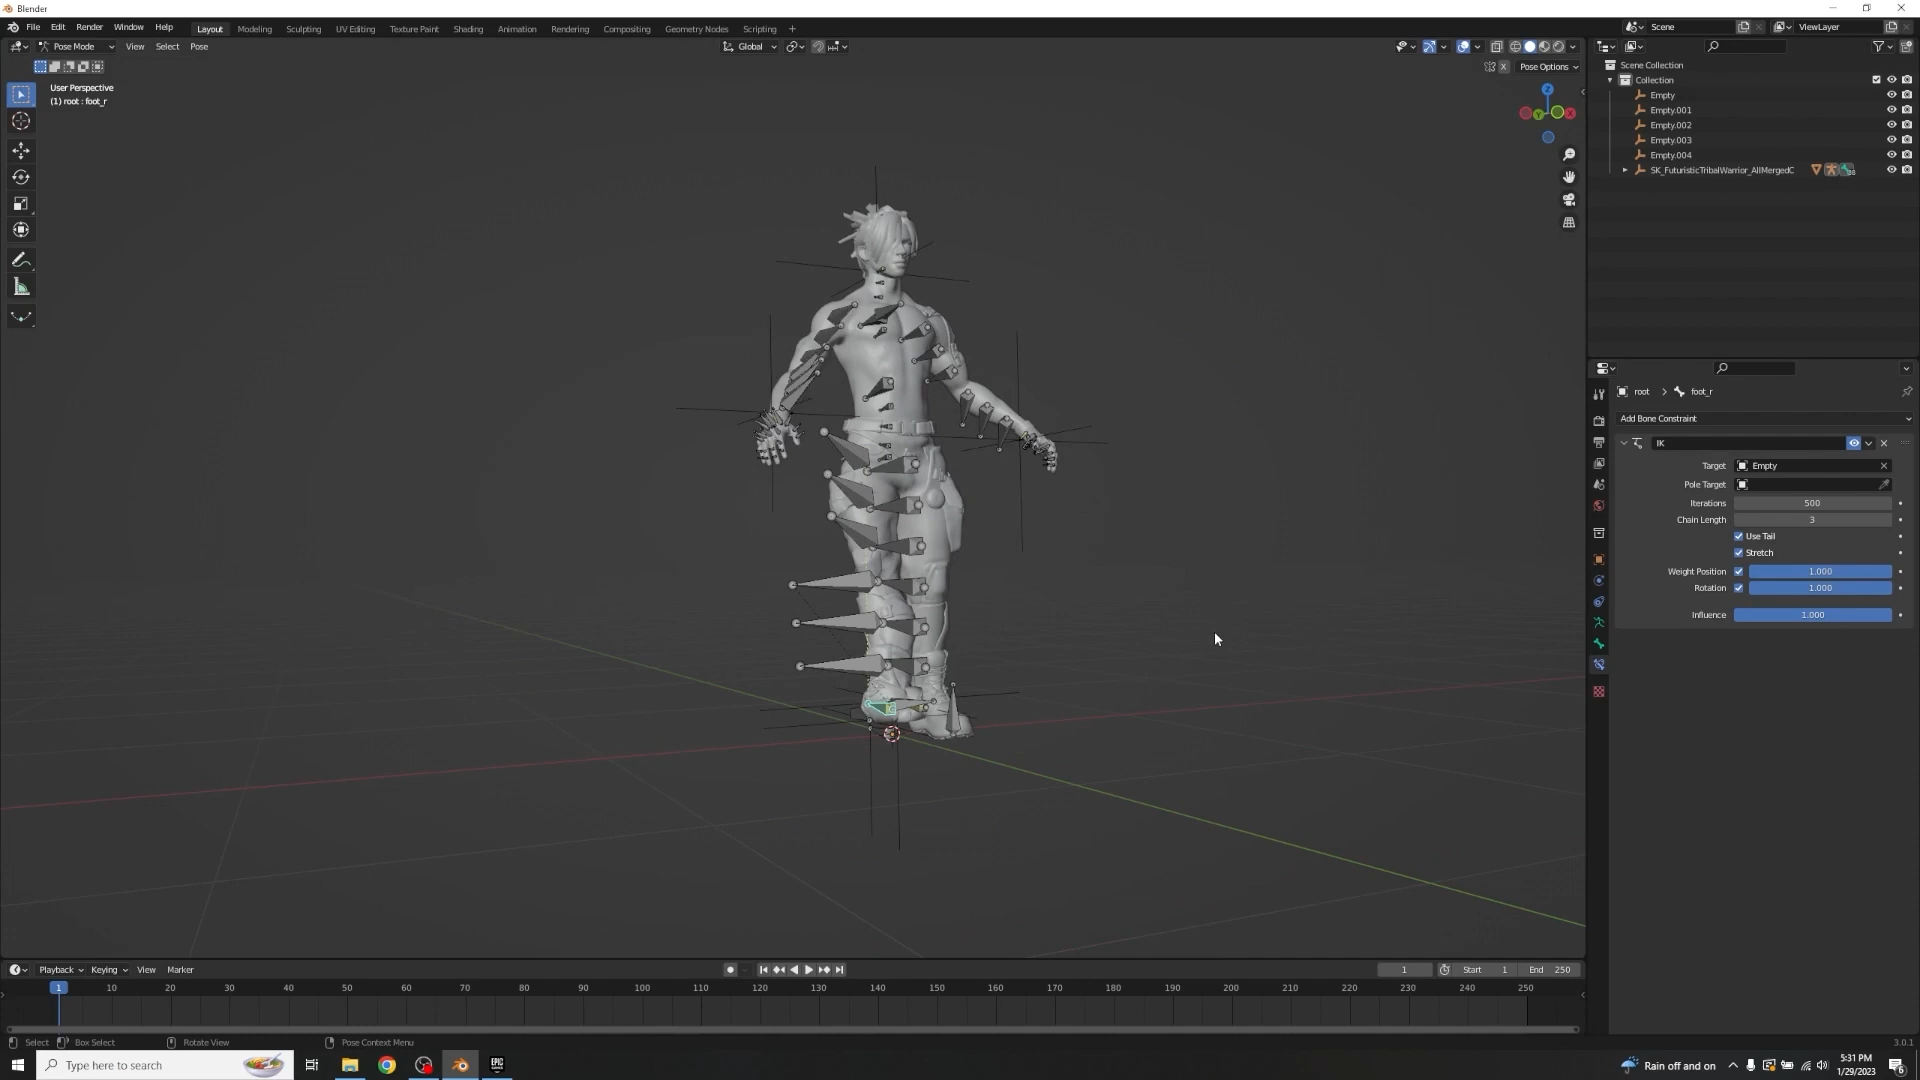 Blender
File Edit Render Window Help
Layout Modeling Sculpting UV Editing Texture Paint Shading Animation Rendering Compositing Geometry Nodes Scripting +
Scene
ViewLayer
Pose Mode View Select Pose
Global
X Pose Options
User Perspective
(1) root : foot_r
Z
Y
X
Scene Collection
Collection
Empty
Empty.001
Empty.002
Empty.003
Empty.004
SK_FuturisticTribalWarrior_AllMergedC
root > foot_r
Add Bone Constraint
IK
Target Empty
Pole Target
Iterations 500
Chain Length 3
Use Tail
Stretch
Weight Position 1.000
Rotation 1.000
Influence 1.000
Playback Keying View Marker
1 Start 1 End 250
1 10 20 30 40 50 60 70 80 90 100 110 120 130 140 150 160 170 180 190 200 210 220 230 240 250
Select Box Select Rotate View Pose Context Menu
3.0.1
Type here to search
EPIC GAMES
Rain off and on
5:31 PM
1/29/2023
6